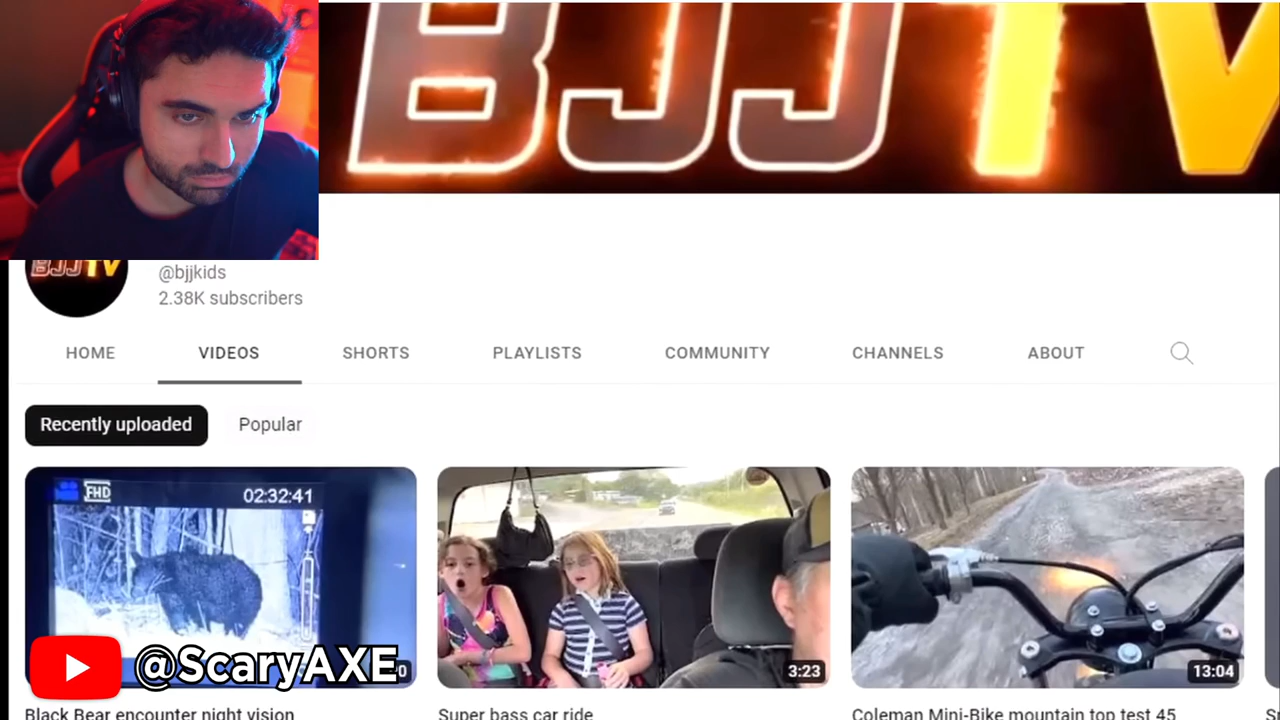 BJJTV
BJJTV
@bjjkids
2.38K subscribers
HOME VIDEOS SHORTS PLAYLISTS COMMUNITY CHANNELS ABOUT
Recently uploaded Popular
FHD 02:32:41
@ScaryAXE
3:23
13:04
Black Bear encounter night vision
Super bass car ride
Coleman Mini-Bike mountain top test 45